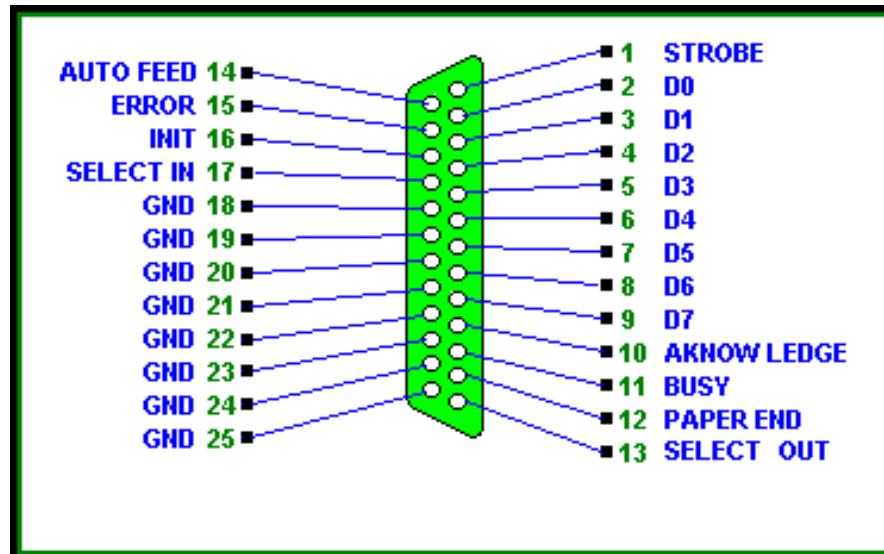 AUTO FEED 14
ERROR 15
INIT 16
SELECT IN 17
GND 18
GND 19
GND 20
GND 21
GND 22
GND 23
GND 24
GND 25
1 STROBE
2 D0
3 D1
4 D2
5 D3
6 D4
7 D5
8 D6
9 D7
10 AKNOW LEDGE
11 BUSY
12 PAPER END
13 SELECT OUT